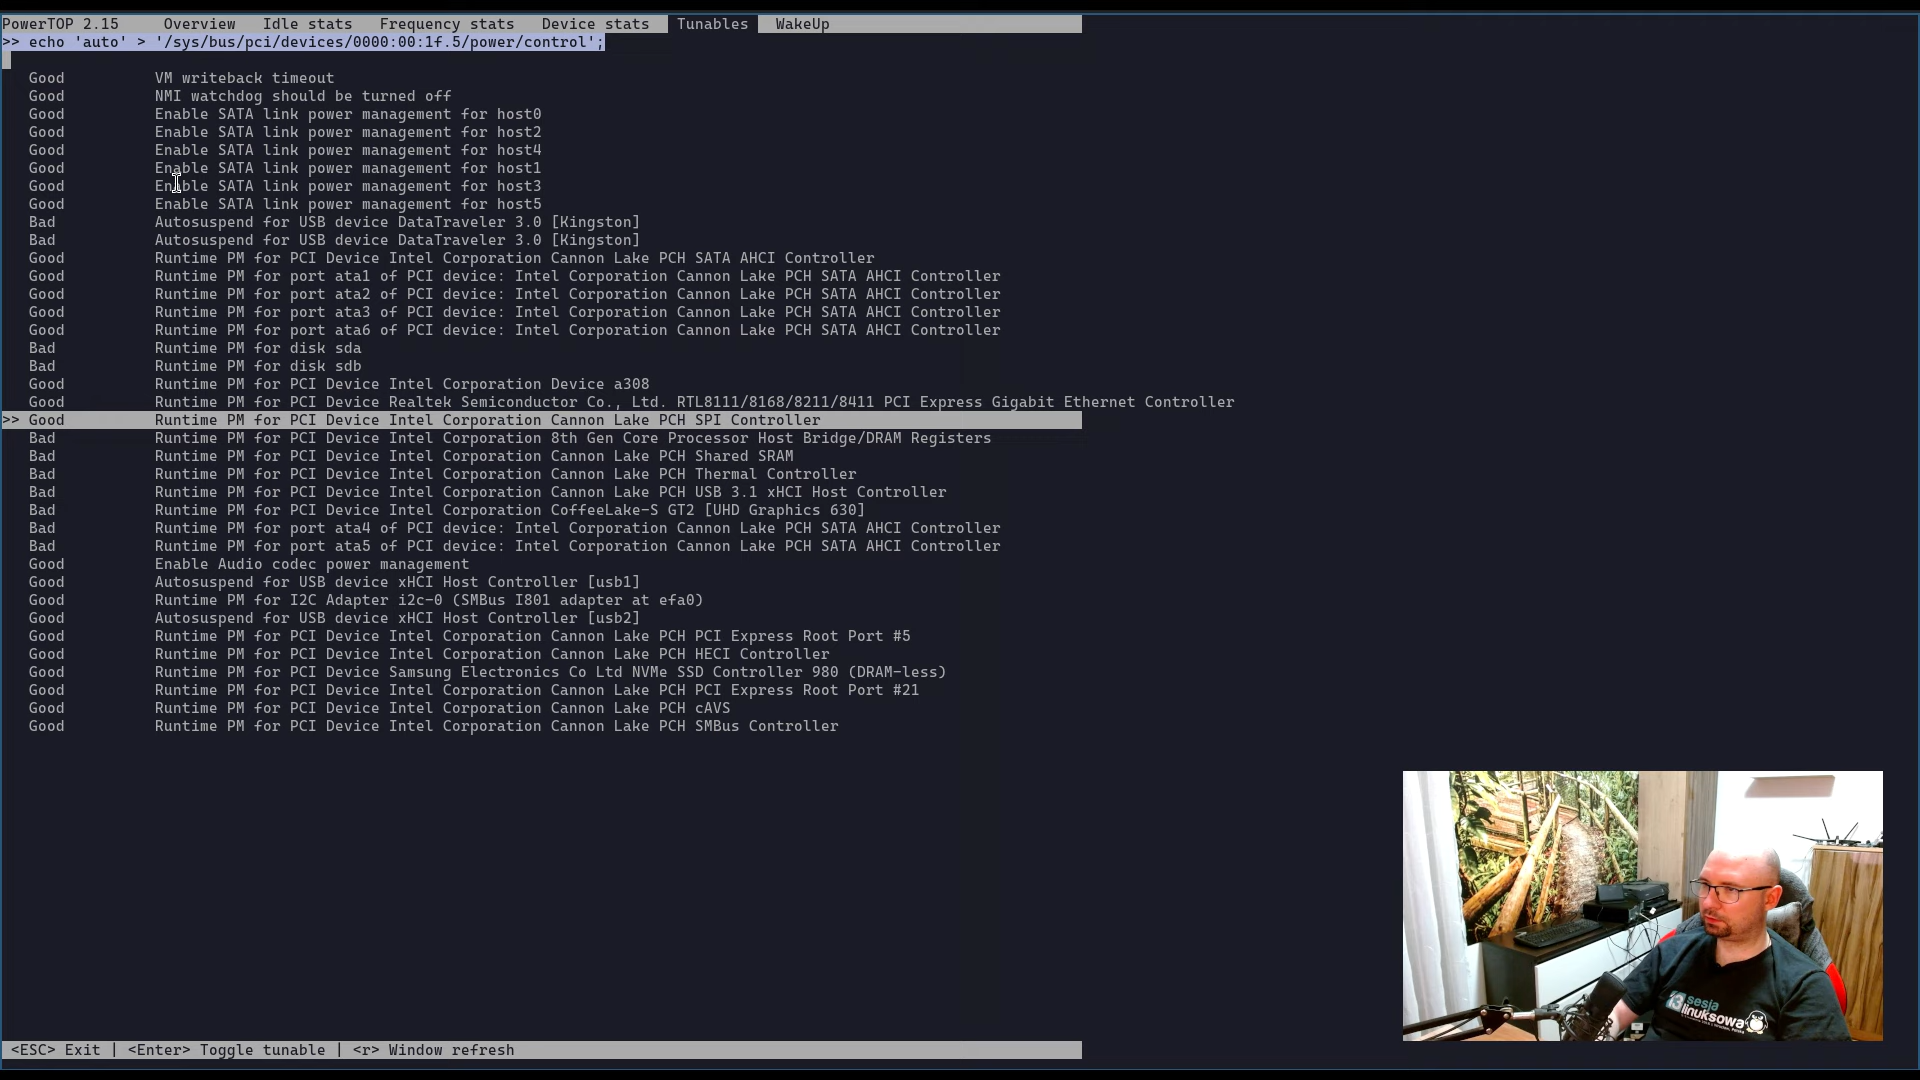 PowerTOP 2.15 Overview Idle stats Frequency stats Device stats Tunables WakeUp
>> echo 'auto' > '/sys/bus/pci/devices/0000:00:1f.5/power/control';
Good VM writeback timeout
Good NMI watchdog should be turned off
Good Enable SATA link power management for host0
Good Enable SATA link power management for host2
Good Enable SATA link power management for host4
Good Enable SATA link power management for host1
Good Enable SATA link power management for host3
Good Enable SATA link power management for host5
Bad Autosuspend for USB device DataTraveler 3.0 [Kingston]
Bad Autosuspend for USB device DataTraveler 3.0 [Kingston]
Good Runtime PM for PCI Device Intel Corporation Cannon Lake PCH SATA AHCI Controller
Good Runtime PM for port ata1 of PCI device: Intel Corporation Cannon Lake PCH SATA AHCI Controller
Good Runtime PM for port ata2 of PCI device: Intel Corporation Cannon Lake PCH SATA AHCI Controller
Good Runtime PM for port ata3 of PCI device: Intel Corporation Cannon Lake PCH SATA AHCI Controller
Good Runtime PM for port ata6 of PCI device: Intel Corporation Cannon Lake PCH SATA AHCI Controller
Bad Runtime PM for disk sda
Bad Runtime PM for disk sdb
Good Runtime PM for PCI Device Intel Corporation Device a308
Good Runtime PM for PCI Device Realtek Semiconductor Co., Ltd. RTL8111/8168/8211/8411 PCI Express Gigabit Ethernet Controller
>> Good Runtime PM for PCI Device Intel Corporation Cannon Lake PCH SPI Controller
Bad Runtime PM for PCI Device Intel Corporation 8th Gen Core Processor Host Bridge/DRAM Registers
Bad Runtime PM for PCI Device Intel Corporation Cannon Lake PCH Shared SRAM
Bad Runtime PM for PCI Device Intel Corporation Cannon Lake PCH Thermal Controller
Bad Runtime PM for PCI Device Intel Corporation Cannon Lake PCH USB 3.1 xHCI Host Controller
Bad Runtime PM for PCI Device Intel Corporation CoffeeLake-S GT2 [UHD Graphics 630]
Bad Runtime PM for port ata4 of PCI device: Intel Corporation Cannon Lake PCH SATA AHCI Controller
Bad Runtime PM for port ata5 of PCI device: Intel Corporation Cannon Lake PCH SATA AHCI Controller
Good Enable Audio codec power management
Good Autosuspend for USB device xHCI Host Controller [usb1]
Good Runtime PM for I2C Adapter i2c-0 (SMBus I801 adapter at efa0)
Good Autosuspend for USB device xHCI Host Controller [usb2]
Good Runtime PM for PCI Device Intel Corporation Cannon Lake PCH PCI Express Root Port #5
Good Runtime PM for PCI Device Intel Corporation Cannon Lake PCH HECI Controller
Good Runtime PM for PCI Device Samsung Electronics Co Ltd NVMe SSD Controller 980 (DRAM-less)
Good Runtime PM for PCI Device Intel Corporation Cannon Lake PCH PCI Express Root Port #21
Good Runtime PM for PCI Device Intel Corporation Cannon Lake PCH cAVS
Good Runtime PM for PCI Device Intel Corporation Cannon Lake PCH SMBus Controller
sesja
linuksowa
<ESC> Exit | <Enter> Toggle tunable | <r> Window refresh